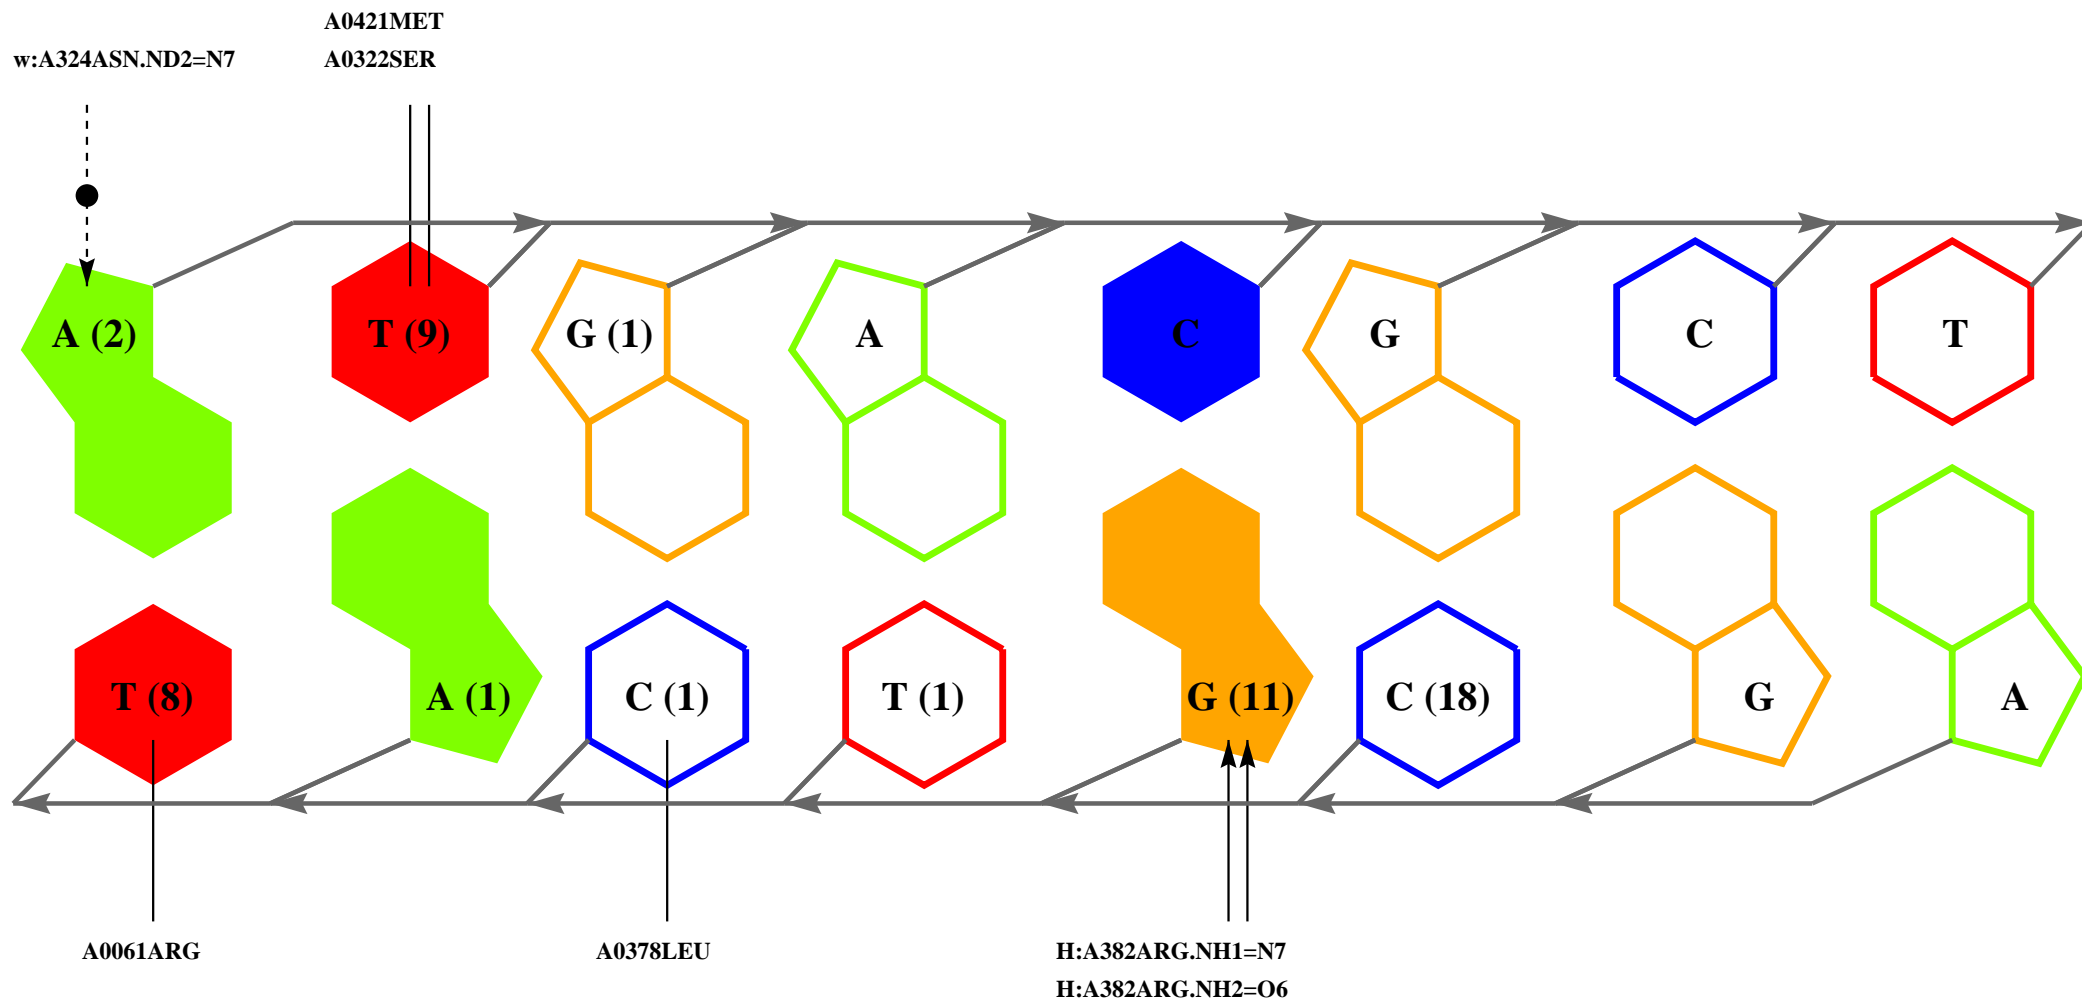 A0421MET
w:A324ASN.ND2=N7 A0322SER
A (2) T (9) G (1) A C G C T
T (8) A (1) C (1) T (1) G (11) C (18) G A
A0061ARG A0378LEU H:A382ARG.NH1=N7
H:A382ARG.NH2=O6